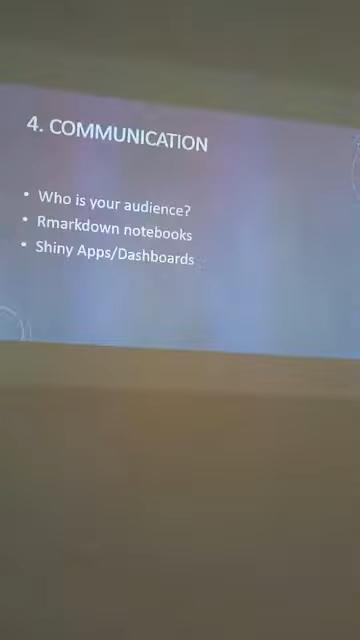 4. COMMUNICATION
• Who is your audience?
• Rmarkdown notebooks
• Shiny Apps/Dashboards